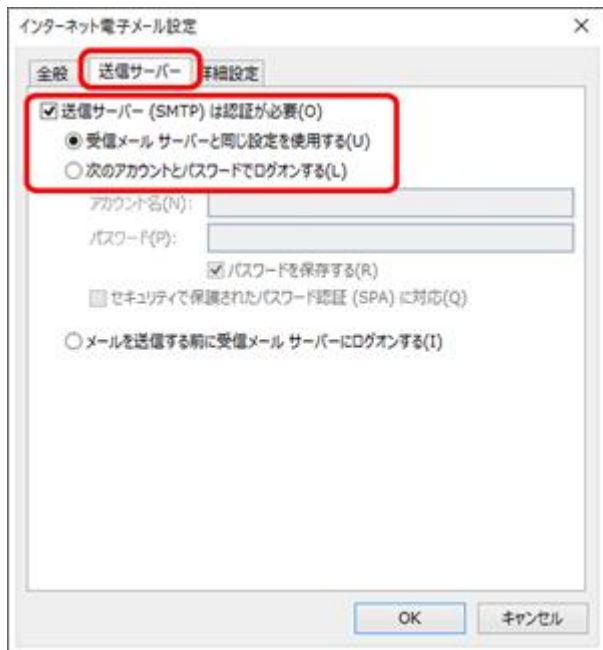 インターネット電子メール設定
全般 送信サーバー 詳細設定
送信サーバー (SMTP) は認証が必要(O)
受信メール サーバーと同じ設定を使用する(U)
次のアカウントとパスワードでログオンする(L)
アカウント名(N):
パスワード(P):
パスワードを保存する(R)
セキュリティで保護されたパスワード認証 (SPA) に対応(Q)
メールを送信する前に受信メール サーバーにログオンする(I)
OK キャンセル